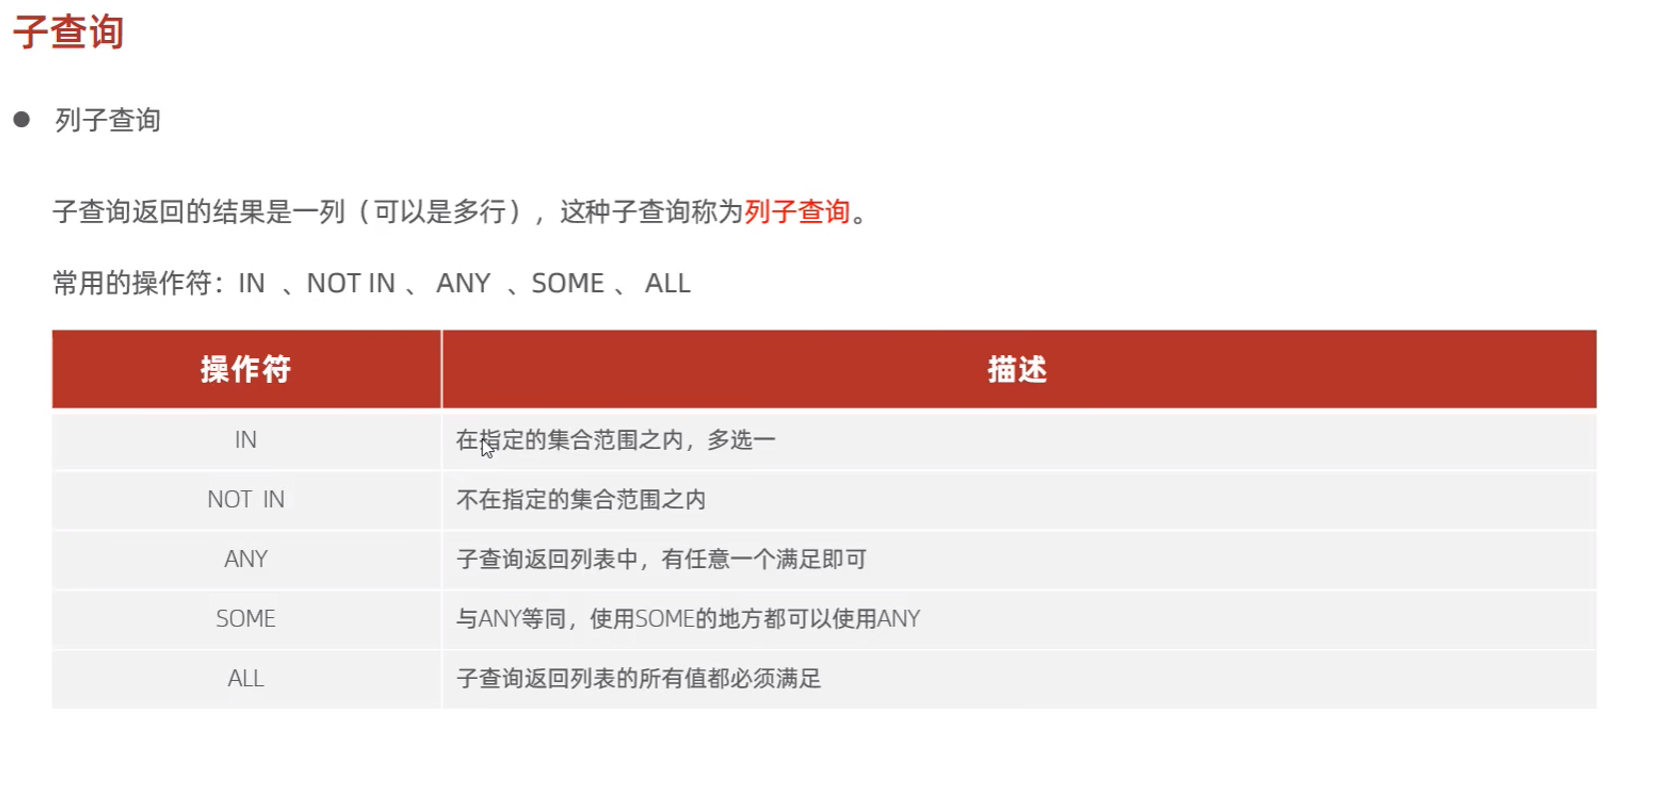 子查询
● 列子查询
子查询返回的结果是一列（可以是多行），这种子查询称为列子查询。
常用的操作符：IN 、NOT IN 、 ANY 、SOME 、 ALL
操作符 描述
IN 在指定的集合范围之内，多选一
NOT IN 不在指定的集合范围之内
ANY 子查询返回列表中，有任意一个满足即可
SOME 与ANY等同，使用SOME的地方都可以使用ANY
ALL 子查询返回列表的所有值都必须满足